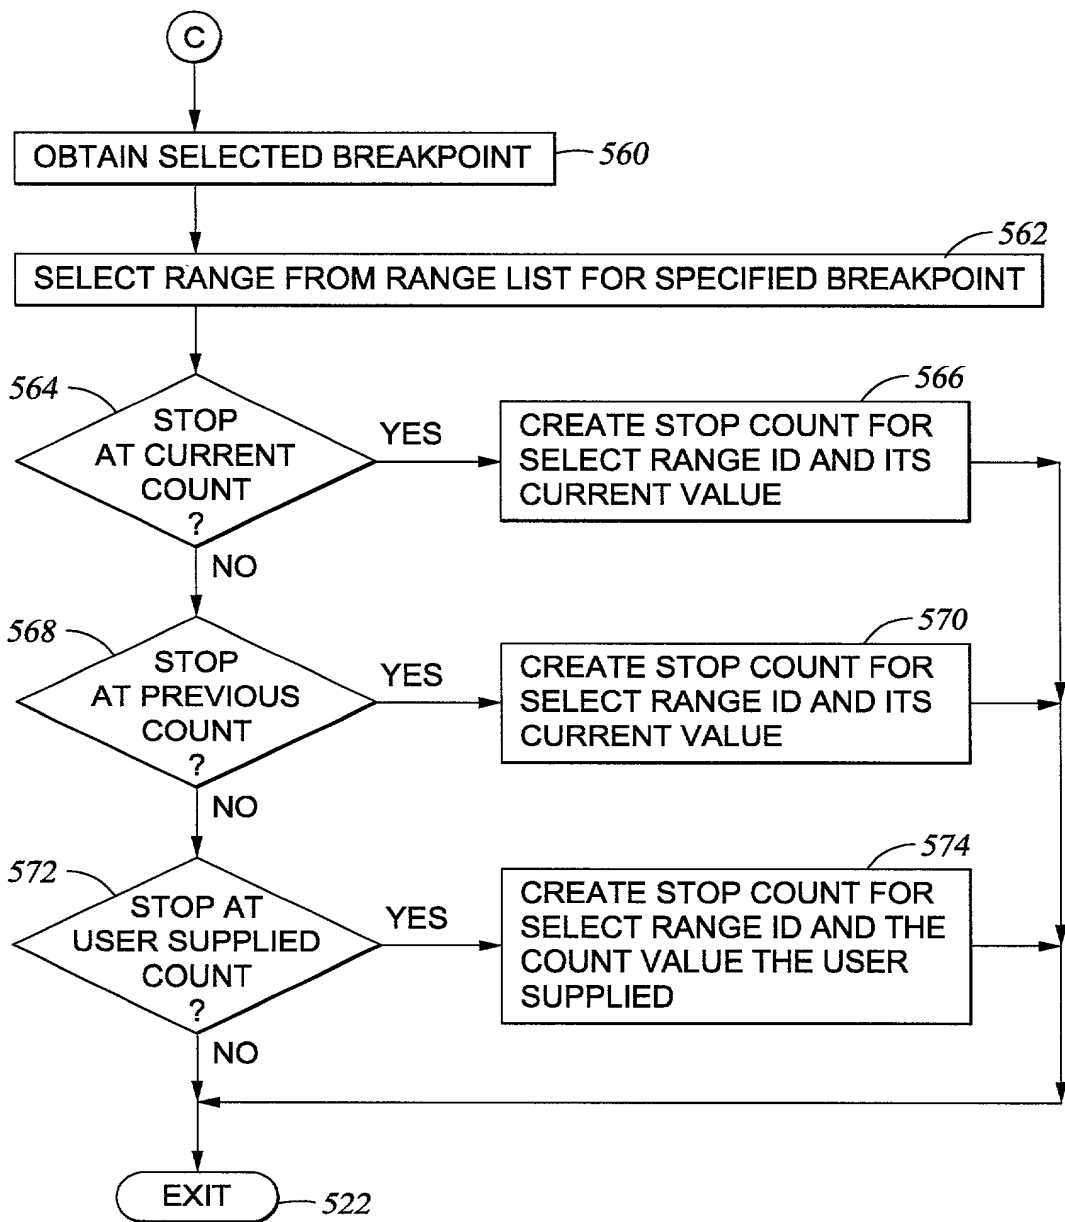 C
OBTAIN SELECTED BREAKPOINT
560
562
SELECT RANGE FROM RANGE LIST FOR SPECIFIED BREAKPOINT
564
STOP
AT CURRENT
COUNT
?
YES
566
CREATE STOP COUNT FOR
SELECT RANGE ID AND ITS
CURRENT VALUE
NO
568
STOP
AT PREVIOUS
COUNT
?
YES
570
CREATE STOP COUNT FOR
SELECT RANGE ID AND ITS
CURRENT VALUE
NO
572
STOP AT
USER SUPPLIED
COUNT
?
YES
574
CREATE STOP COUNT FOR
SELECT RANGE ID AND THE
COUNT VALUE THE USER
SUPPLIED
NO
EXIT
522